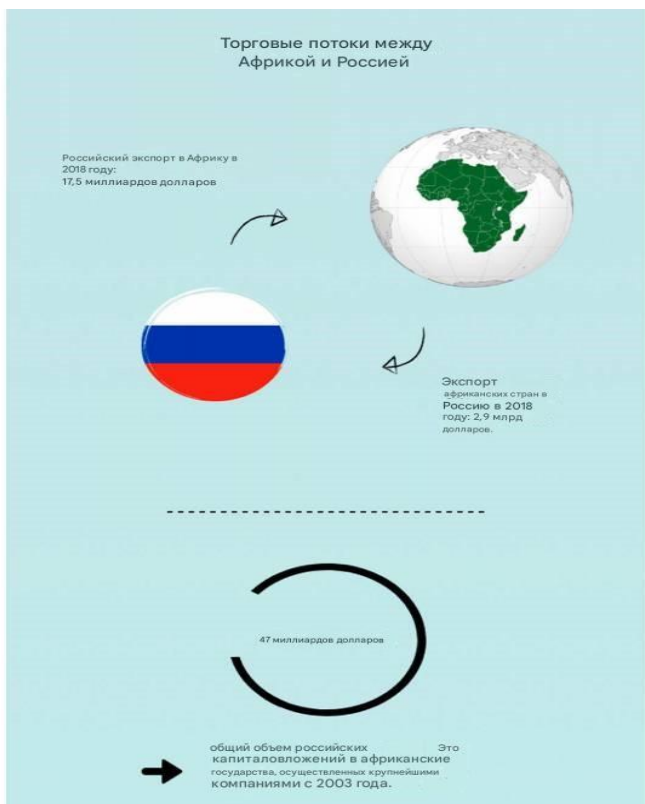 Торговые потоки между
Африкой и Россией
Российский экспорт в Африку в
2018 году:
17,5 миллиардов долларов
Экспорт
африканских стран в
Россию в 2018
году: 2,9 млрд
долларов.
47 миллиардов долларов
общий объем российских Это
капиталовложений в африканские
государства, осуществленных крупнейшими
компаниями с 2003 года.